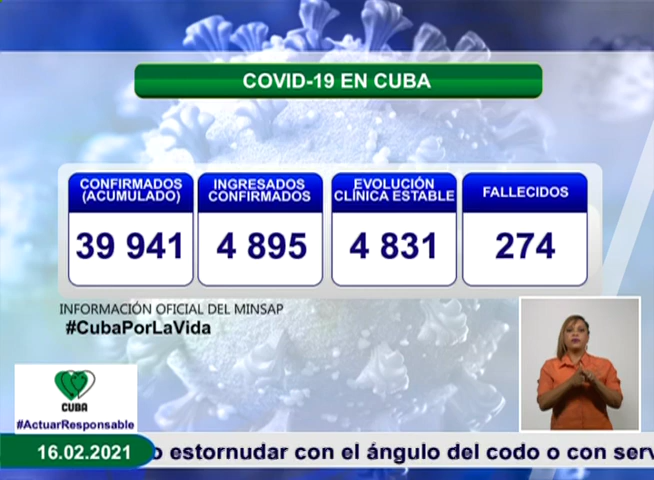 COVID-19 EN CUBA
CONFIRMADOS
(ACUMULADO)
39 941
INGRESADOS
CONFIRMADOS
4 895
EVOLUCIÓN
CLÍNICA ESTABLE
4 831
FALLECIDOS
274
INFORMACIÓN OFICIAL DEL MINSAP
#CubaPorLaVida
CUBA
#ActuarResponsable
16.02.2021
o estornudar con el ángulo del codo o con serv